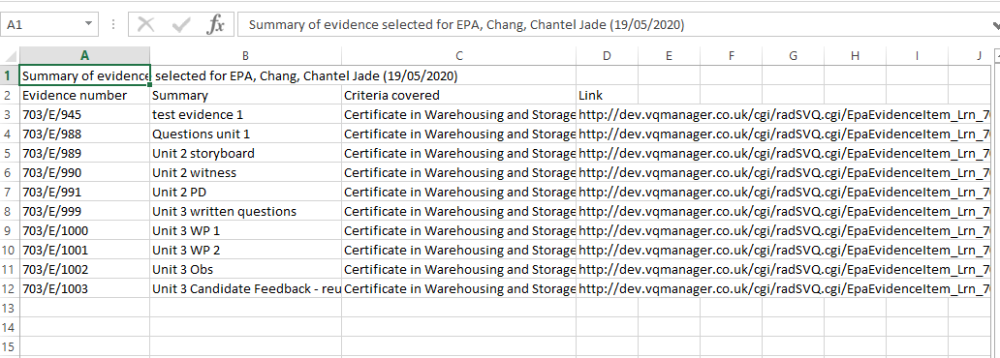 A1 fx Summary of evidence selected for EPA, Chang, Chantel Jade (19/05/2020)
A B C D E F G H I J
1 Summary of evidence selected for EPA, Chang, Chantel Jade (19/05/2020)
2 Evidence number Summary Criteria covered Link
3 703/E/945 test evidence 1 Certificate in Warehousing and Storage http://dev.vqmanager.co.uk/cgi/radSVQ.cgi/EpaEvidenceItem_Lrn_7
4 703/E/988 Questions unit 1 Certificate in Warehousing and Storage http://dev.vqmanager.co.uk/cgi/radSVQ.cgi/EpaEvidenceItem_Lrn_7
5 703/E/989 Unit 2 storyboard Certificate in Warehousing and Storage http://dev.vqmanager.co.uk/cgi/radSVQ.cgi/EpaEvidenceItem_Lrn_7
6 703/E/990 Unit 2 witness Certificate in Warehousing and Storage http://dev.vqmanager.co.uk/cgi/radSVQ.cgi/EpaEvidenceItem_Lrn_7
7 703/E/991 Unit 2 PD Certificate in Warehousing and Storage http://dev.vqmanager.co.uk/cgi/radSVQ.cgi/EpaEvidenceItem_Lrn_7
8 703/E/999 Unit 3 written questions Certificate in Warehousing and Storage http://dev.vqmanager.co.uk/cgi/radSVQ.cgi/EpaEvidenceItem_Lrn_7
9 703/E/1000 Unit 3 WP 1 Certificate in Warehousing and Storage http://dev.vqmanager.co.uk/cgi/radSVQ.cgi/EpaEvidenceItem_Lrn_7
10 703/E/1001 Unit 3 WP 2 Certificate in Warehousing and Storage http://dev.vqmanager.co.uk/cgi/radSVQ.cgi/EpaEvidenceItem_Lrn_7
11 703/E/1002 Unit 3 Obs Certificate in Warehousing and Storage http://dev.vqmanager.co.uk/cgi/radSVQ.cgi/EpaEvidenceItem_Lrn_7
12 703/E/1003 Unit 3 Candidate Feedback - reu Certificate in Warehousing and Storage http://dev.vqmanager.co.uk/cgi/radSVQ.cgi/EpaEvidenceItem_Lrn_7
13
14
15